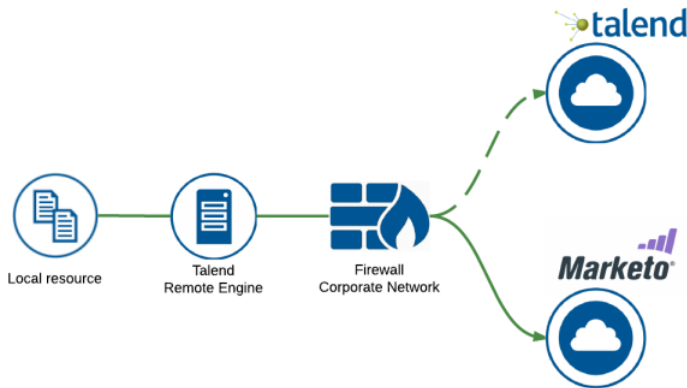 talend
Marketo®
Local resource
Talend
Remote Engine
Firewall
Corporate Network